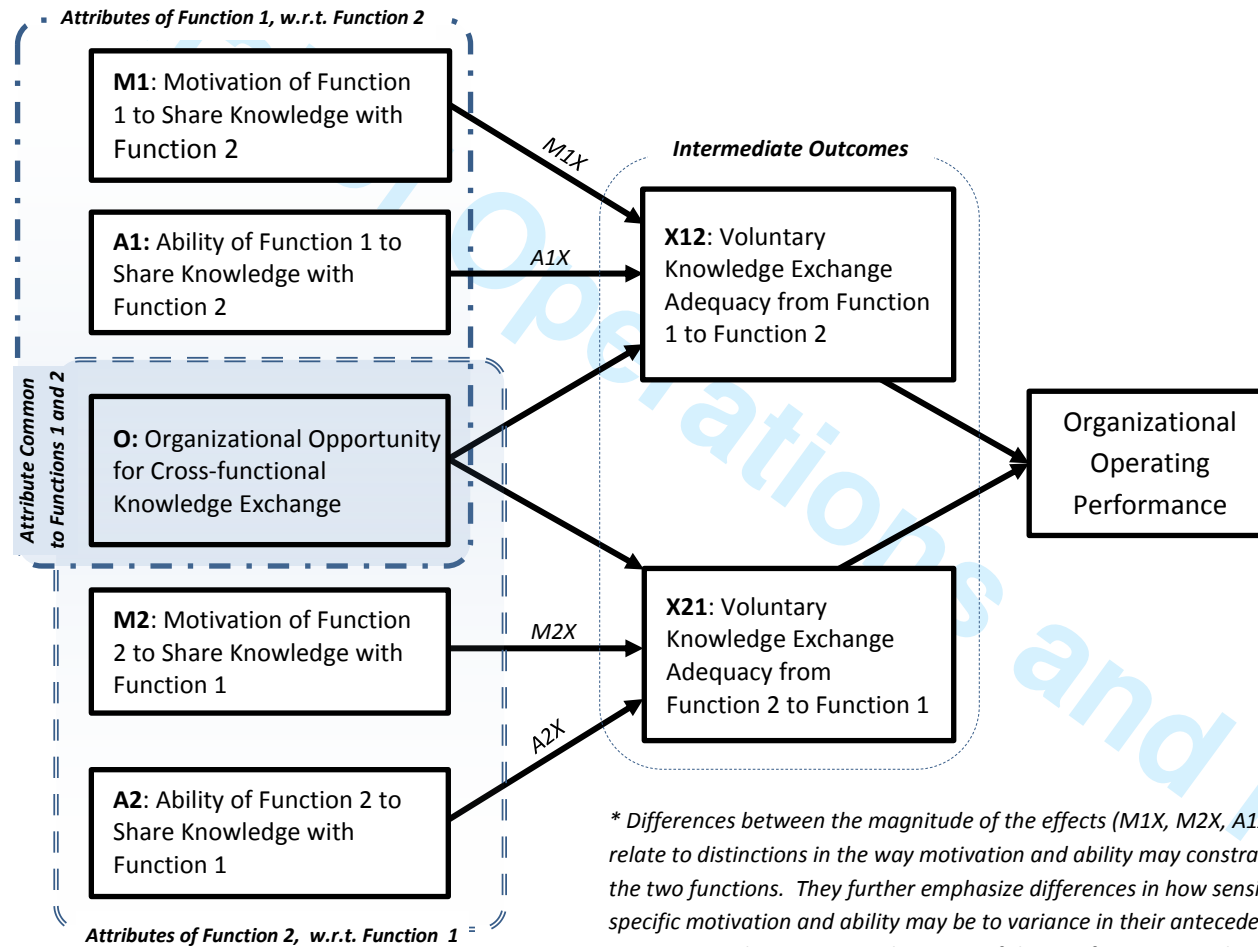 Attributes of Function 1, w.r.t. Function 2
M1: Motivation of Function
1 to Share Knowledge with
Function 2
M1X
Intermediate Outcomes
A1: Ability of Function 1 to
Share Knowledge with
Function 2
A1X
X12: Voluntary
Knowledge Exchange
Adequacy from Function
1 to Function 2
Attribute Common
to Functions 1 and 2
O: Organizational Opportunity
for Cross-functional
Knowledge Exchange
Organizational
Operating
Performance
M2: Motivation of Function
2 to Share Knowledge with
Function 1
M2X
X21: Voluntary
Knowledge Exchange
Adequacy from
Function 2 to Function 1
A2X
A2: Ability of Function 2 to
Share Knowledge with
Function 1
Attributes of Function 2, w.r.t. Function 1
* Differences between the magnitude of the effects (M1X, M2X,
relate to distinctions in the way motivation and ability may
the two functions. They further emphasize differences in how
specific motivation and ability may be to variance in their
Operations and